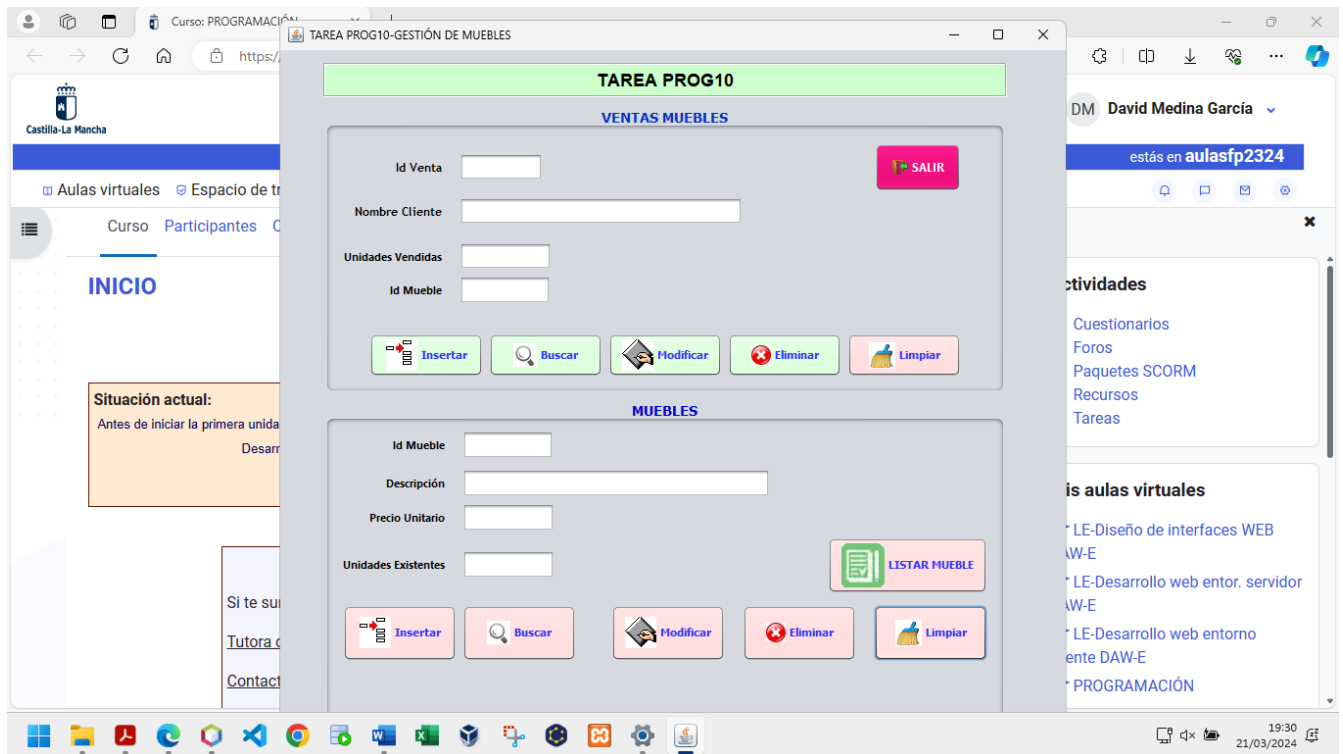 Curso: PROGRAMACIÓN
https:/
TAREA PROG10-GESTIÓN DE MUEBLES
Castilla-La Mancha
DM David Medina García
estás en aulasfp2324
Aulas virtuales Espacio de tr
Curso Participantes C
INICIO
Situación actual:
Antes de iniciar la primera unida
Desarr
Si te sur
Tutora d
Contact
TAREA PROG10
VENTAS MUEBLES
Id Venta
SALIR
Nombre Cliente
Unidades Vendidas
Id Mueble
Insertar Buscar Modificar Eliminar Limpiar
MUEBLES
Id Mueble
Descripción
Precio Unitario
Unidades Existentes
LISTAR MUEBLE
Insertar Buscar Modificar Eliminar Limpiar
ctividades
Cuestionarios
Foros
Paquetes SCORM
Recursos
Tareas
is aulas virtuales
LE-Diseño de interfaces WEB
AW-E
LE-Desarrollo web entor. servidor
AW-E
LE-Desarrollo web entorno
ente DAW-E
PROGRAMACIÓN
19:30
21/03/2024